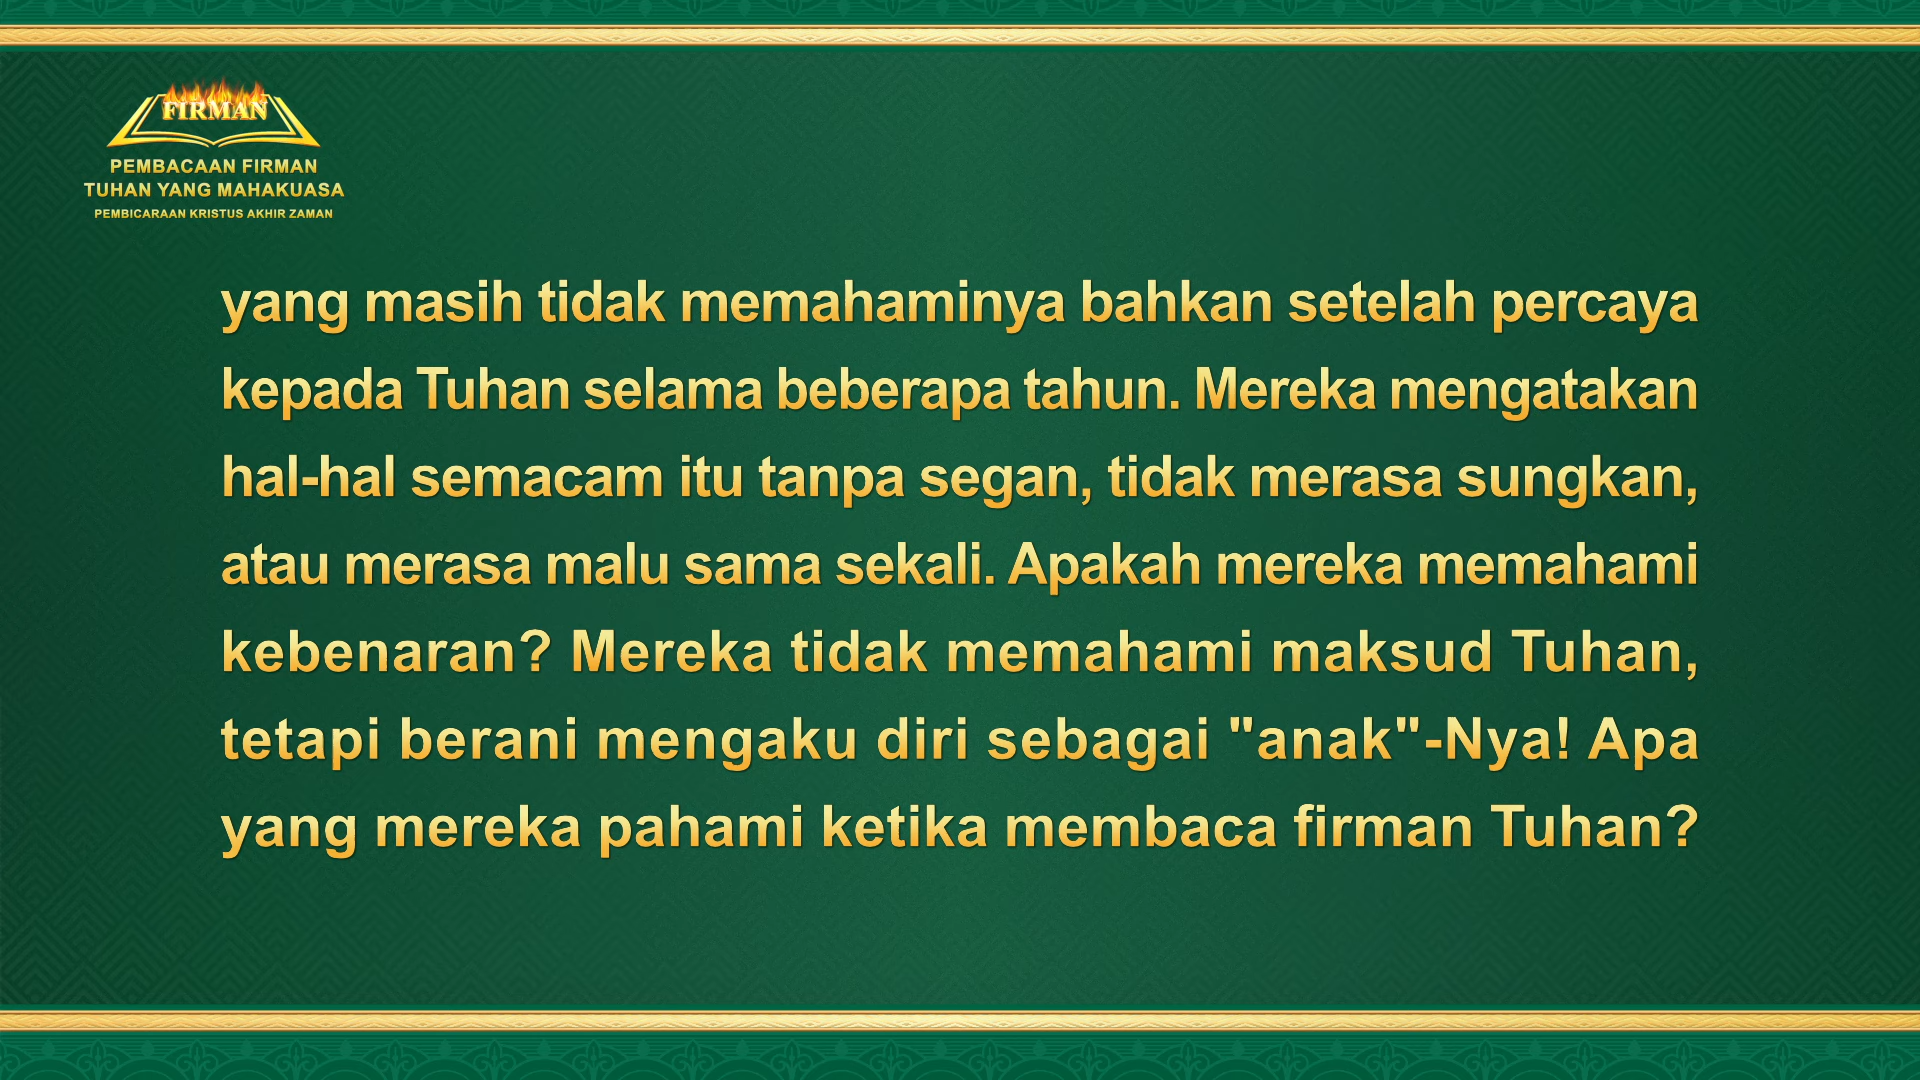 FIRMAN
PEMBACAAN FIRMAN
TUHAN YANG MAHAKUASA
PEMBICARAAN KRISTUS AKHIR ZAMAN
yang masih tidak memahaminya bahkan setelah percaya
kepada Tuhan selama beberapa tahun. Mereka mengatakan
hal-hal semacam itu tanpa segan, tidak merasa sungkan,
atau merasa malu sama sekali. Apakah mereka memahami
kebenaran? Mereka tidak memahami maksud Tuhan,
tetapi berani mengaku diri sebagai "anak"-Nya! Apa
yang mereka pahami ketika membaca firman Tuhan?